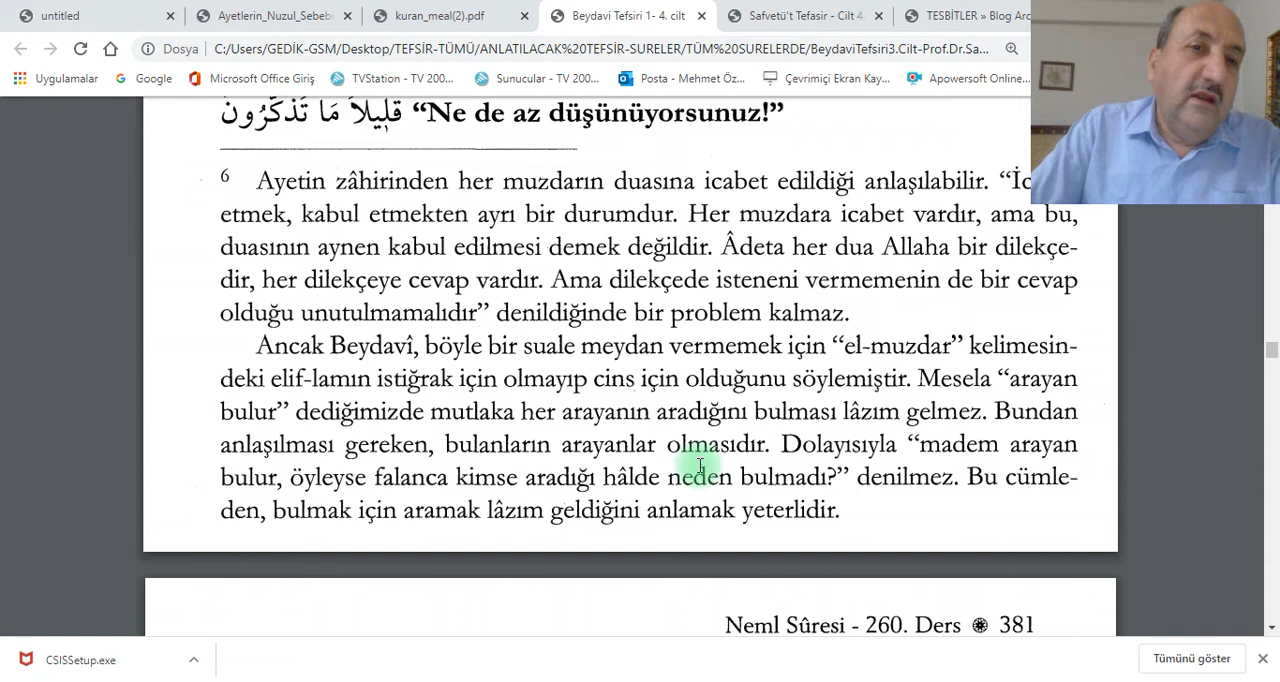 untitled
Ayetlerin_Nuzul_Sebebi
kuran_meal(2).pdf
Beydavi Tefsiri 1- 4. cilt
Safvetü't Tefasir - Cilt 4.
TESBİTLER » Blog Arc
Dosya
C:/Users/GEDİK-GSM/Desktop/TEFSİR-TÜMÜ/ANLATILACAK%20TEFSİR-SURELER/TÜM%20SURELERDE/BeydaviTefsiri3.Cilt-Prof.Dr.Sa...
Uygulamalar
Google
Microsoft Office Giriş
TVStation - TV 200...
Sunucular - TV 200...
Posta - Mehmet Öz...
Çevrimiçi Ekran Kay...
Apowersoft Online...
قَلِيلاً مَا تَذَكَّرُونَ “Ne de az düşünüyorsunuz!”
6 Ayetin zâhirinden her muzdarın duasına icabet edildiği anlaşılabilir.
etmek, kabul etmekten ayrı bir durumdur. Her muzdara icabet vardır, ama bu,
duasının aynen kabul edilmesi demek değildir. Âdeta her dua Allaha bir dilekçe-
dir, her dilekçeye cevap vardır. Ama dilekçede isteneni vermemenin de bir cevap
olduğu unutulmamalıdır” denildiğinde bir problem kalmaz.
Ancak Beydavî, böyle bir suale meydan vermemek için “el-muzdar” kelimesin-
deki elif-lamın istiğrak için olmayıp cins için olduğunu söylemiştir. Mesela “arayan
bulur” dediğimizde mutlaka her arayanın aradığını bulması lâzım gelmez. Bundan
anlaşılması gereken, bulanların arayanlar olmasıdır. Dolayısıyla “madem arayan
bulur, öyleyse falanca kimse aradığı hâlde neden bulmadı?” denilmez. Bu cümle-
den, bulmak için aramak lâzım geldiğini anlamak yeterlidir.
Neml Sûresi - 260. Ders 381
CSISSetup.exe
Tümünü göster